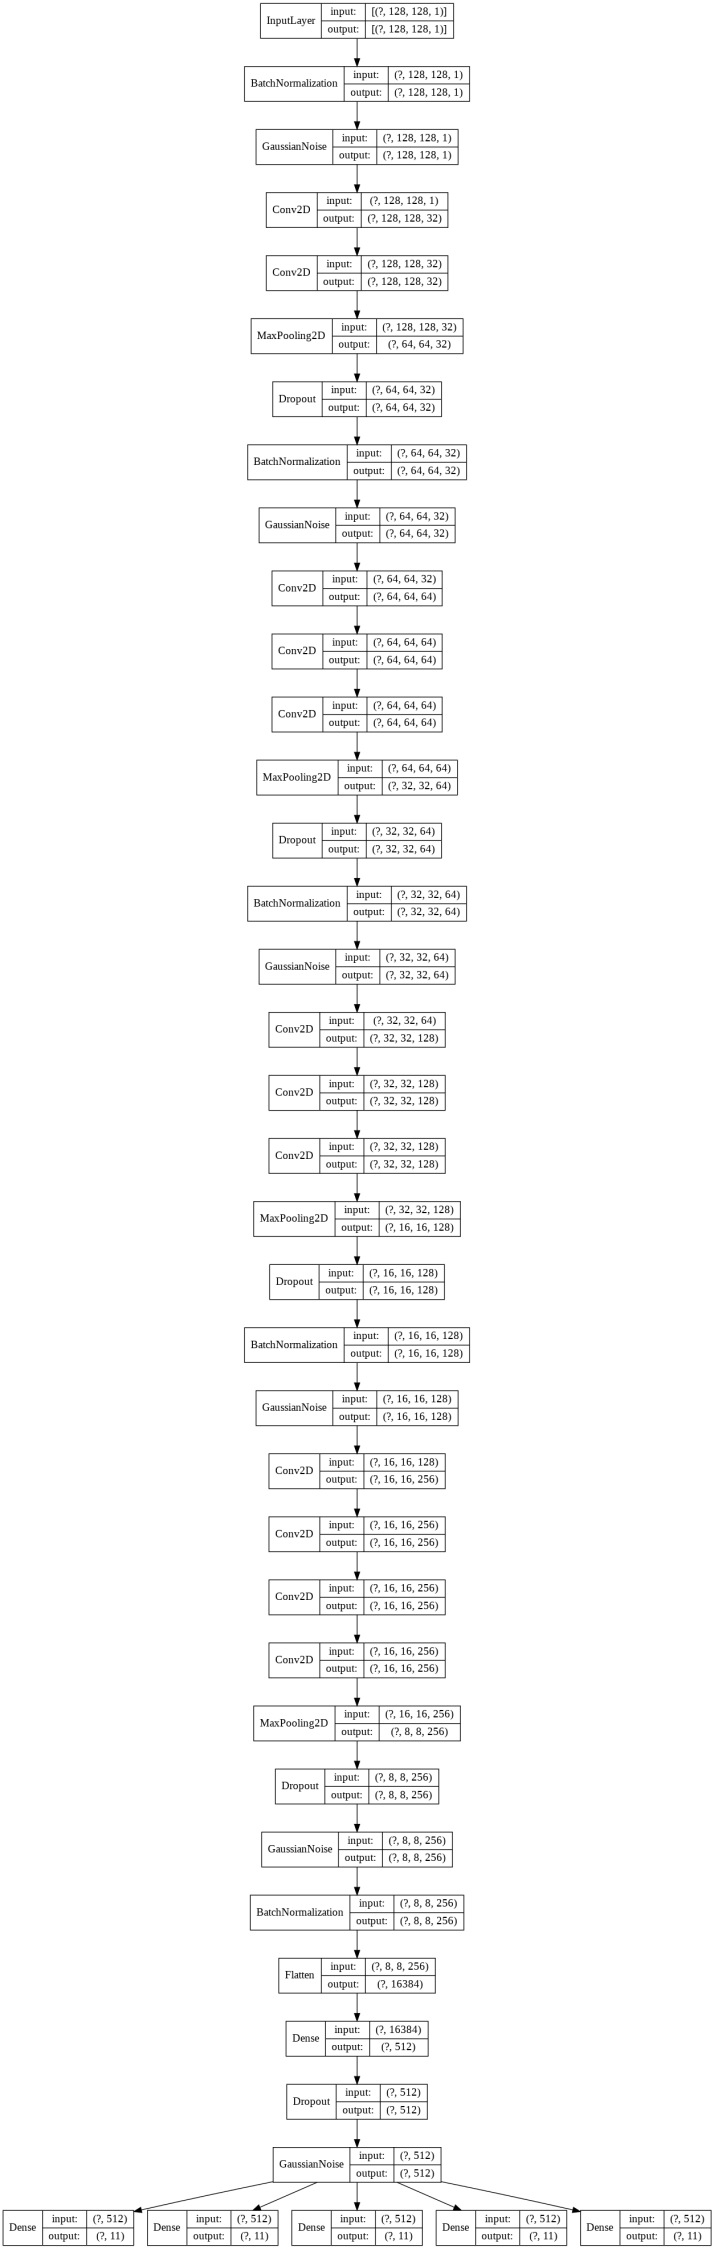 InputLayer input: [(?, 128, 128, 1)]
output: [(?, 128, 128, 1)]
BatchNormalization input: (?, 128, 128, 1)
output: (?, 128, 128, 1)
GaussianNoise input: (?, 128, 128, 1)
output: (?, 128, 128, 1)
Conv2D input: (?, 128, 128, 1)
output: (?, 128, 128, 32)
Conv2D input: (?, 128, 128, 32)
output: (?, 128, 128, 32)
MaxPooling2D input: (?, 128, 128, 32)
output: (?, 64, 64, 32)
Dropout input: (?, 64, 64, 32)
output: (?, 64, 64, 32)
BatchNormalization input: (?, 64, 64, 32)
output: (?, 64, 64, 32)
GaussianNoise input: (?, 64, 64, 32)
output: (?, 64, 64, 32)
Conv2D input: (?, 64, 64, 32)
output: (?, 64, 64, 64)
Conv2D input: (?, 64, 64, 64)
output: (?, 64, 64, 64)
Conv2D input: (?, 64, 64, 64)
output: (?, 64, 64, 64)
MaxPooling2D input: (?, 64, 64, 64)
output: (?, 32, 32, 64)
Dropout input: (?, 32, 32, 64)
output: (?, 32, 32, 64)
BatchNormalization input: (?, 32, 32, 64)
output: (?, 32, 32, 64)
GaussianNoise input: (?, 32, 32, 64)
output: (?, 32, 32, 64)
Conv2D input: (?, 32, 32, 64)
output: (?, 32, 32, 128)
Conv2D input: (?, 32, 32, 128)
output: (?, 32, 32, 128)
Conv2D input: (?, 32, 32, 128)
output: (?, 32, 32, 128)
MaxPooling2D input: (?, 32, 32, 128)
output: (?, 16, 16, 128)
Dropout input: (?, 16, 16, 128)
output: (?, 16, 16, 128)
BatchNormalization input: (?, 16, 16, 128)
output: (?, 16, 16, 128)
GaussianNoise input: (?, 16, 16, 128)
output: (?, 16, 16, 128)
Conv2D input: (?, 16, 16, 128)
output: (?, 16, 16, 256)
Conv2D input: (?, 16, 16, 256)
output: (?, 16, 16, 256)
Conv2D input: (?, 16, 16, 256)
output: (?, 16, 16, 256)
Conv2D input: (?, 16, 16, 256)
output: (?, 16, 16, 256)
MaxPooling2D input: (?, 16, 16, 256)
output: (?, 8, 8, 256)
Dropout input: (?, 8, 8, 256)
output: (?, 8, 8, 256)
GaussianNoise input: (?, 8, 8, 256)
output: (?, 8, 8, 256)
BatchNormalization input: (?, 8, 8, 256)
output: (?, 8, 8, 256)
Flatten input: (?, 8, 8, 256)
output: (?, 16384)
Dense input: (?, 16384)
output: (?, 512)
Dropout input: (?, 512)
output: (?, 512)
GaussianNoise input: (?, 512)
output: (?, 512)
Dense input: (?, 512)
output: (?, 11)
Dense input: (?, 512)
output: (?, 11)
Dense input: (?, 512)
output: (?, 11)
Dense input: (?, 512)
output: (?, 11)
Dense input: (?, 512)
output: (?, 11)